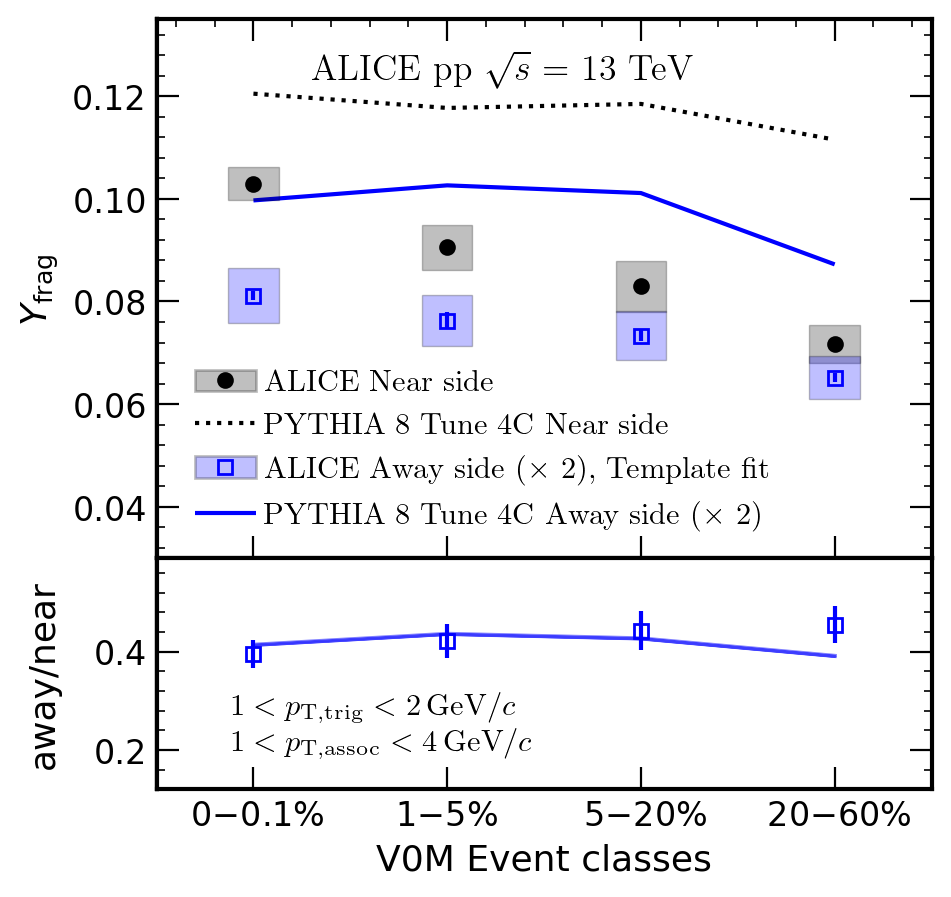 ALICE pp √s = 13 TeV
0.12
0.10
0.08
0.06
0.04
Y_frag
ALICE Near side
PYTHIA 8 Tune 4C Near side
ALICE Away side (× 2), Template fit
PYTHIA 8 Tune 4C Away side (× 2)
0.4
0.2
away/near
1 < p_T,trig < 2 GeV/c
1 < p_T,assoc < 4 GeV/c
0−0.1% 1−5% 5−20% 20−60%
V0M Event classes